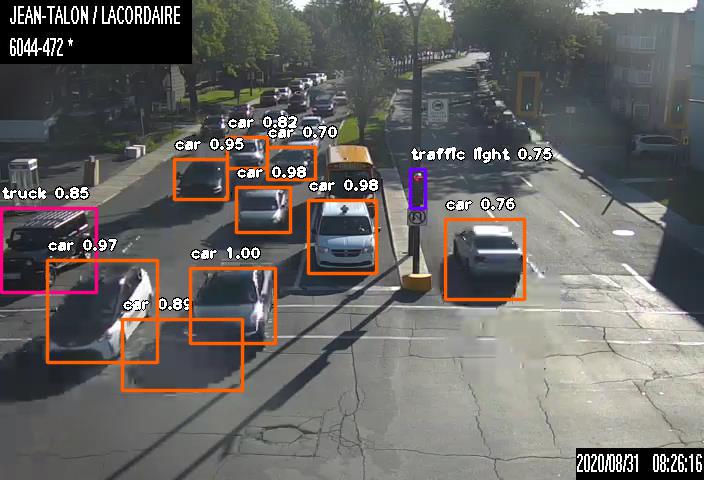 JEAN-TALON / LACORDAIRE
6044-472 *
car 0.82
car 0.70
car 0.95
traffic light 0.75
car 0.98
car 0.98
truck 0.85
car 0.76
car 0.97
car 1.00
car 0.89
2020/08/31 08:26:16